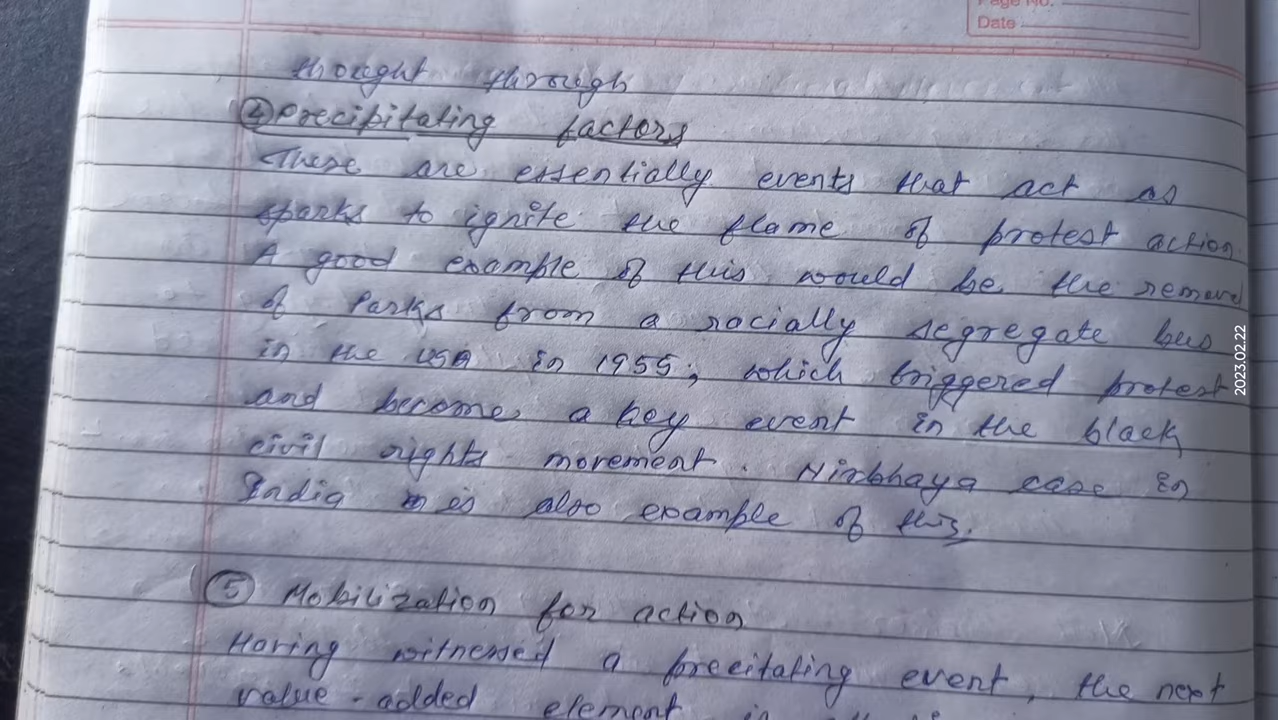 Page No.
Date
thought through
④ Precipitating factors
These are essentially events that act as
sparks to ignite the flame of protest action.
A good example of this would be the removal
of Parks from a racially segregate bus
in the USA in 1955, which triggered protest
and become a key event in the black
civil rights movement. Nirbhaya case in
India is also example of this.
⑤ Mobilization for action
Having witnessed a precitating event, the next
value-added element
2023.02.22